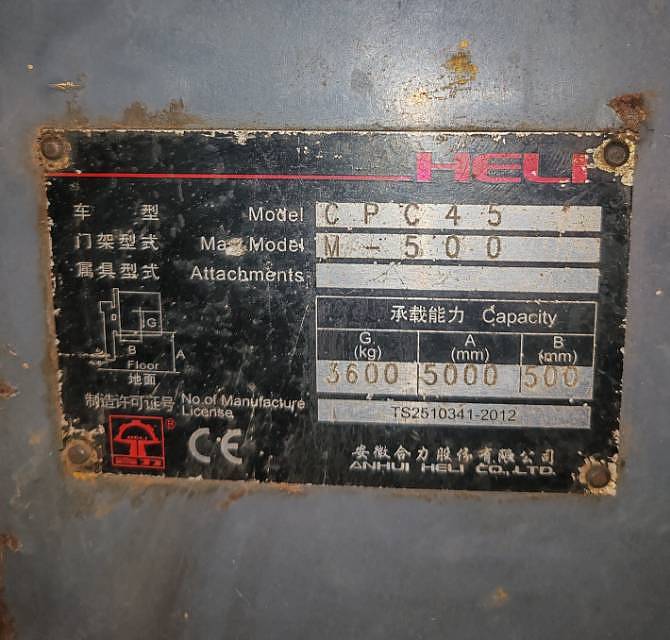 HELI
车 型 Model CPC45
门架型式 Mast Model M-500
属具型式 Attachments
承载能力 Capacity
G (kg) A (mm) B (mm)
3600 5000 500
D
G
B
A
Floor
地面
制造许可证号 No.of Manufacture License TS2510341-2012
HELI
合力
®
CE
安徽合力股份有限公司
ANHUI HELI CO.,LTD.